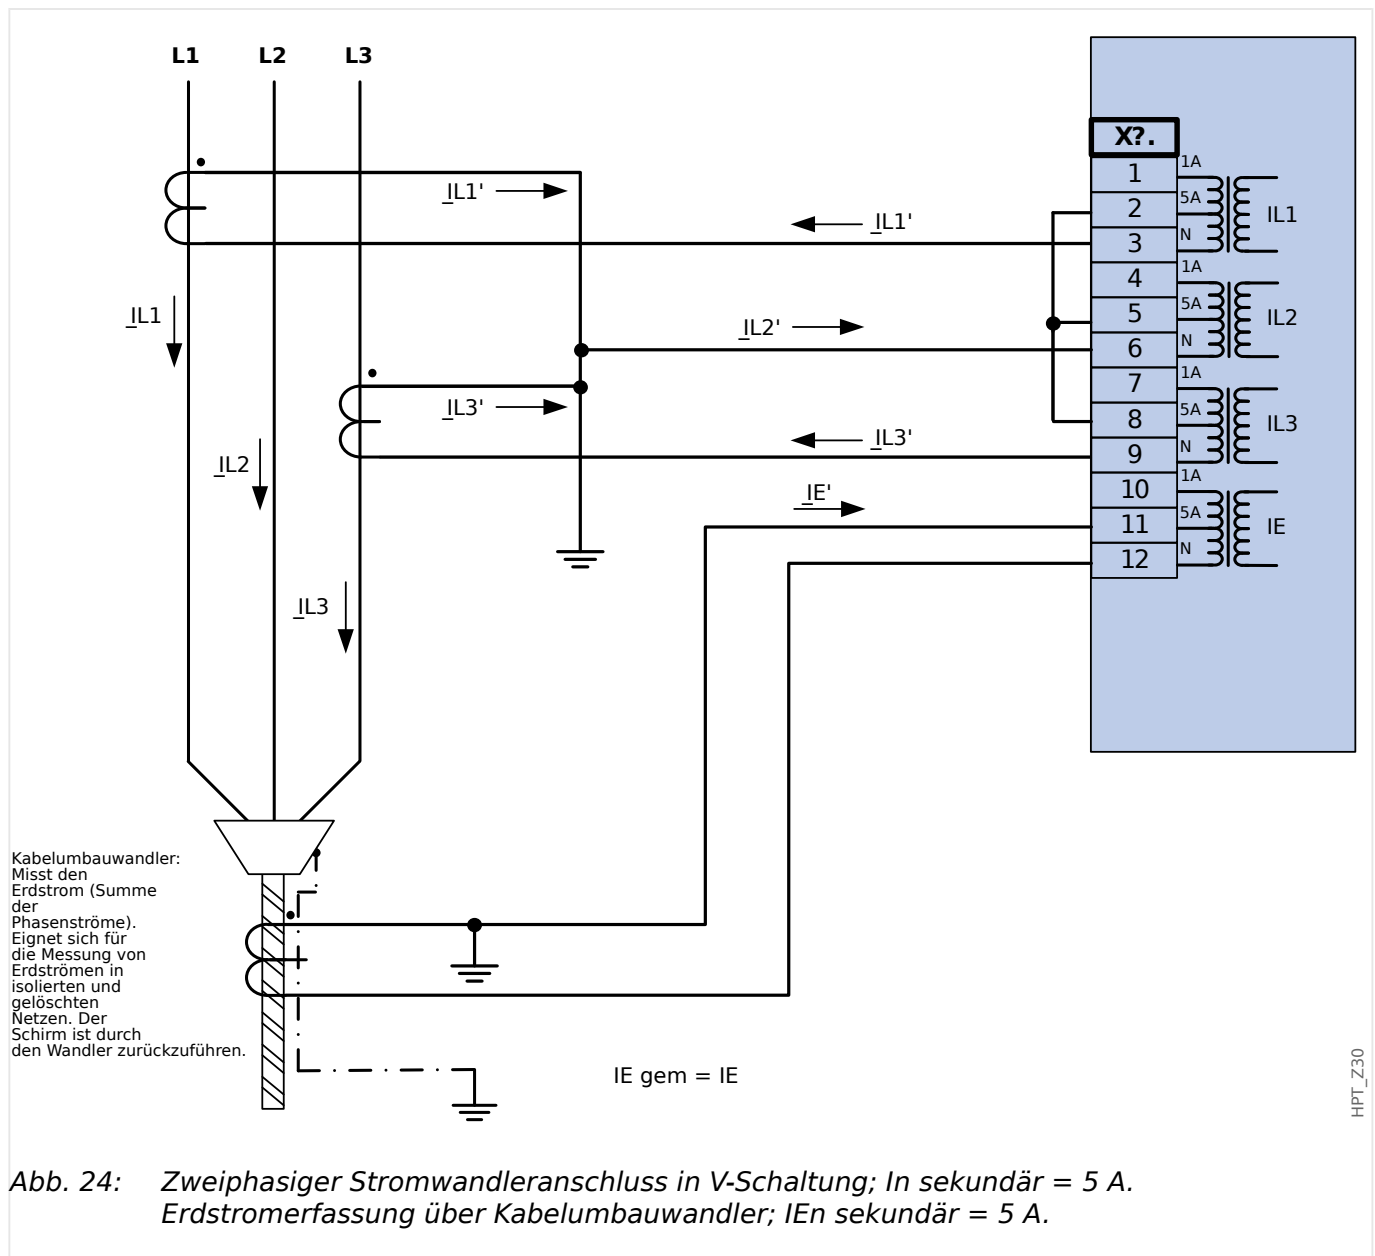 L1 L2 L3
X?.
1 1A
2 5A IL1
3 N
4 1A
5 5A IL2
6 N
7 1A
8 5A IL3
9 N
10 1A
11 5A IE
12 N
IL1'
IL1'
IL1
IL2'
IL3'
IL3'
IL2
IE'
IL3
Kabelumbauwandler:
Misst den
Erdstrom (Summe
der
Phasenströme).
Eignet sich für
die Messung von
Erdströmen in
isolierten und
gelöschten
Netzen. Der
Schirm ist durch
den Wandler zurückzuführen.
IE gem = IE
HPT_Z30
Abb. 24: Zweiphasiger Stromwandleranschluss in V-Schaltung; In sekundär = 5 A.
Erdstromerfassung über Kabelumbauwandler; IEn sekundär = 5 A.